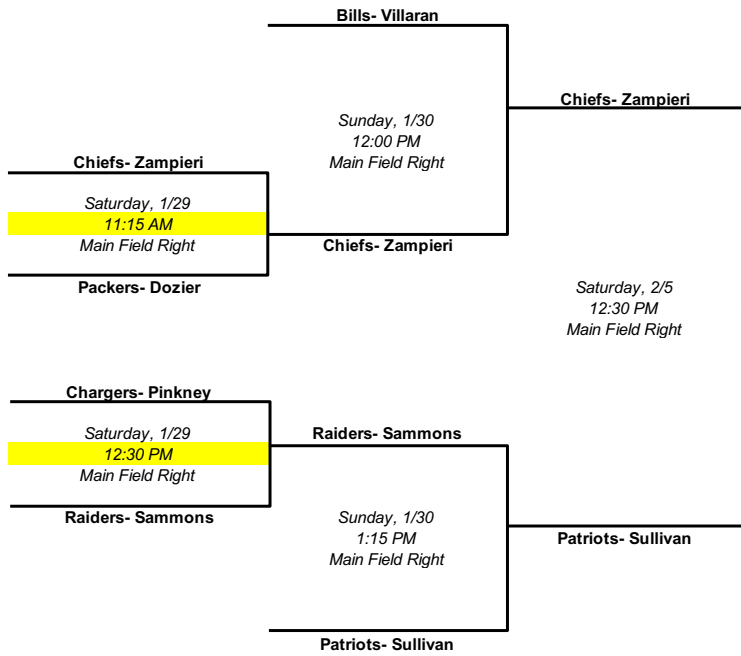 Bills- Villaran
Chiefs- Zampieri
Sunday, 1/30
12:00 PM
Main Field Right
Chiefs- Zampieri
Saturday, 1/29
11:15 AM
Main Field Right
Chiefs- Zampieri
Packers- Dozier
Saturday, 2/5
12:30 PM
Main Field Right
Chargers- Pinkney
Saturday, 1/29
12:30 PM
Main Field Right
Raiders- Sammons
Raiders- Sammons
Sunday, 1/30
1:15 PM
Main Field Right
Patriots- Sullivan
Patriots- Sullivan